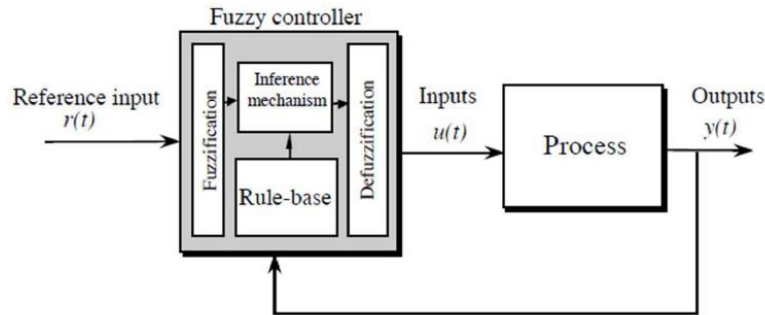 Fuzzy controller
Reference input
r(t)
Fuzzification
Inference
mechanism
Rule-base
Defuzzification
Inputs
u(t)
Process
Outputs
y(t)